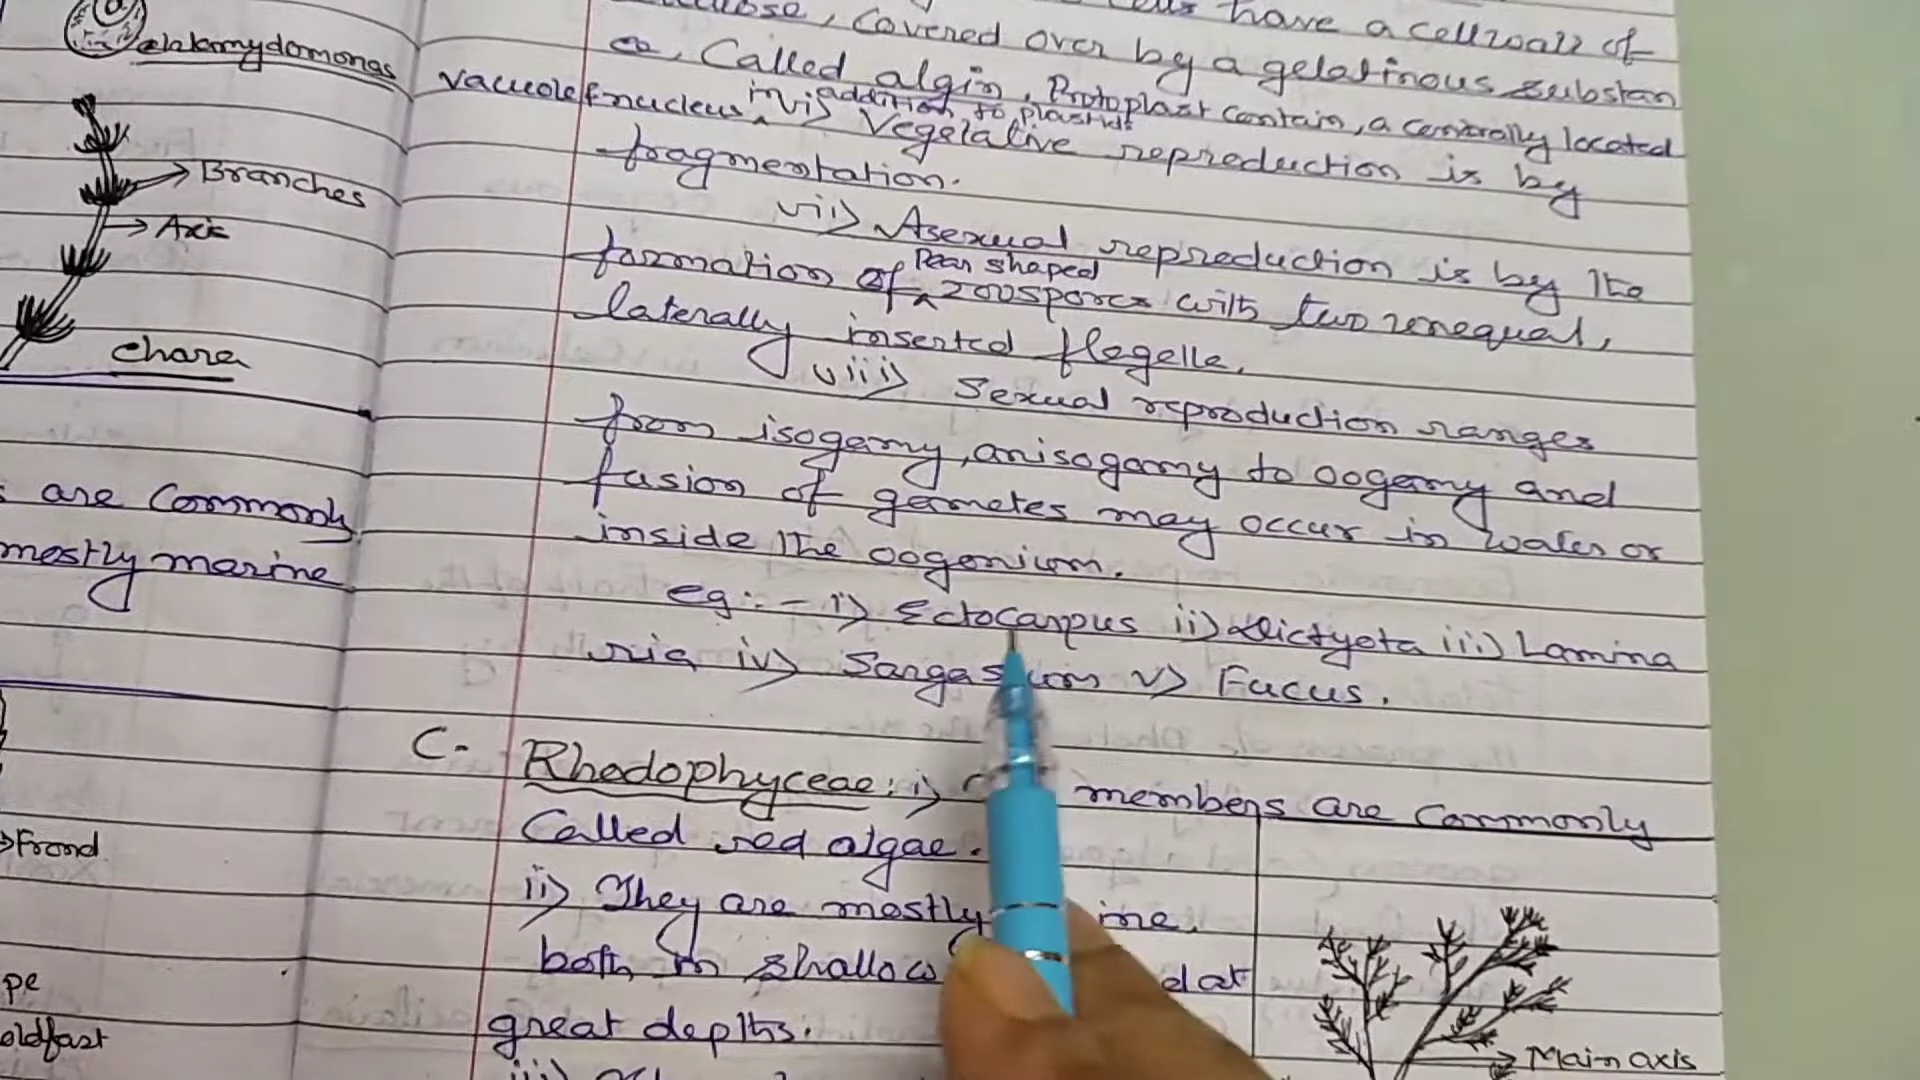 chlamydomonas
Branches
Axis
chara
are commonly
mostly marine
Frond
have a cellwall of
covered over by a gelatinous substan
ce, Called algin, Protoplast contain, a centrally located
vacuole & nucleus in addition to plastids
vi) Vegetative reproduction is by
fragmentation.
vii) Asexual reproduction is by the
formation of Pear shaped zoospores with two unequal,
laterally inserted flagella.
viii) Sexual reproduction ranges
from isogamy, anisogamy to oogamy and
fusion of gametes may occur in water or
inside the oogonium.
eg:- i) Ectocarpus ii) Dictyota iii) Lamina
ria iv) Sargassum v) Fucus.
C- Rhodophyceae: i) members are commonly
Called red algae.
ii) They are mostly
both in shallow
great depths.
iii)
Main axis